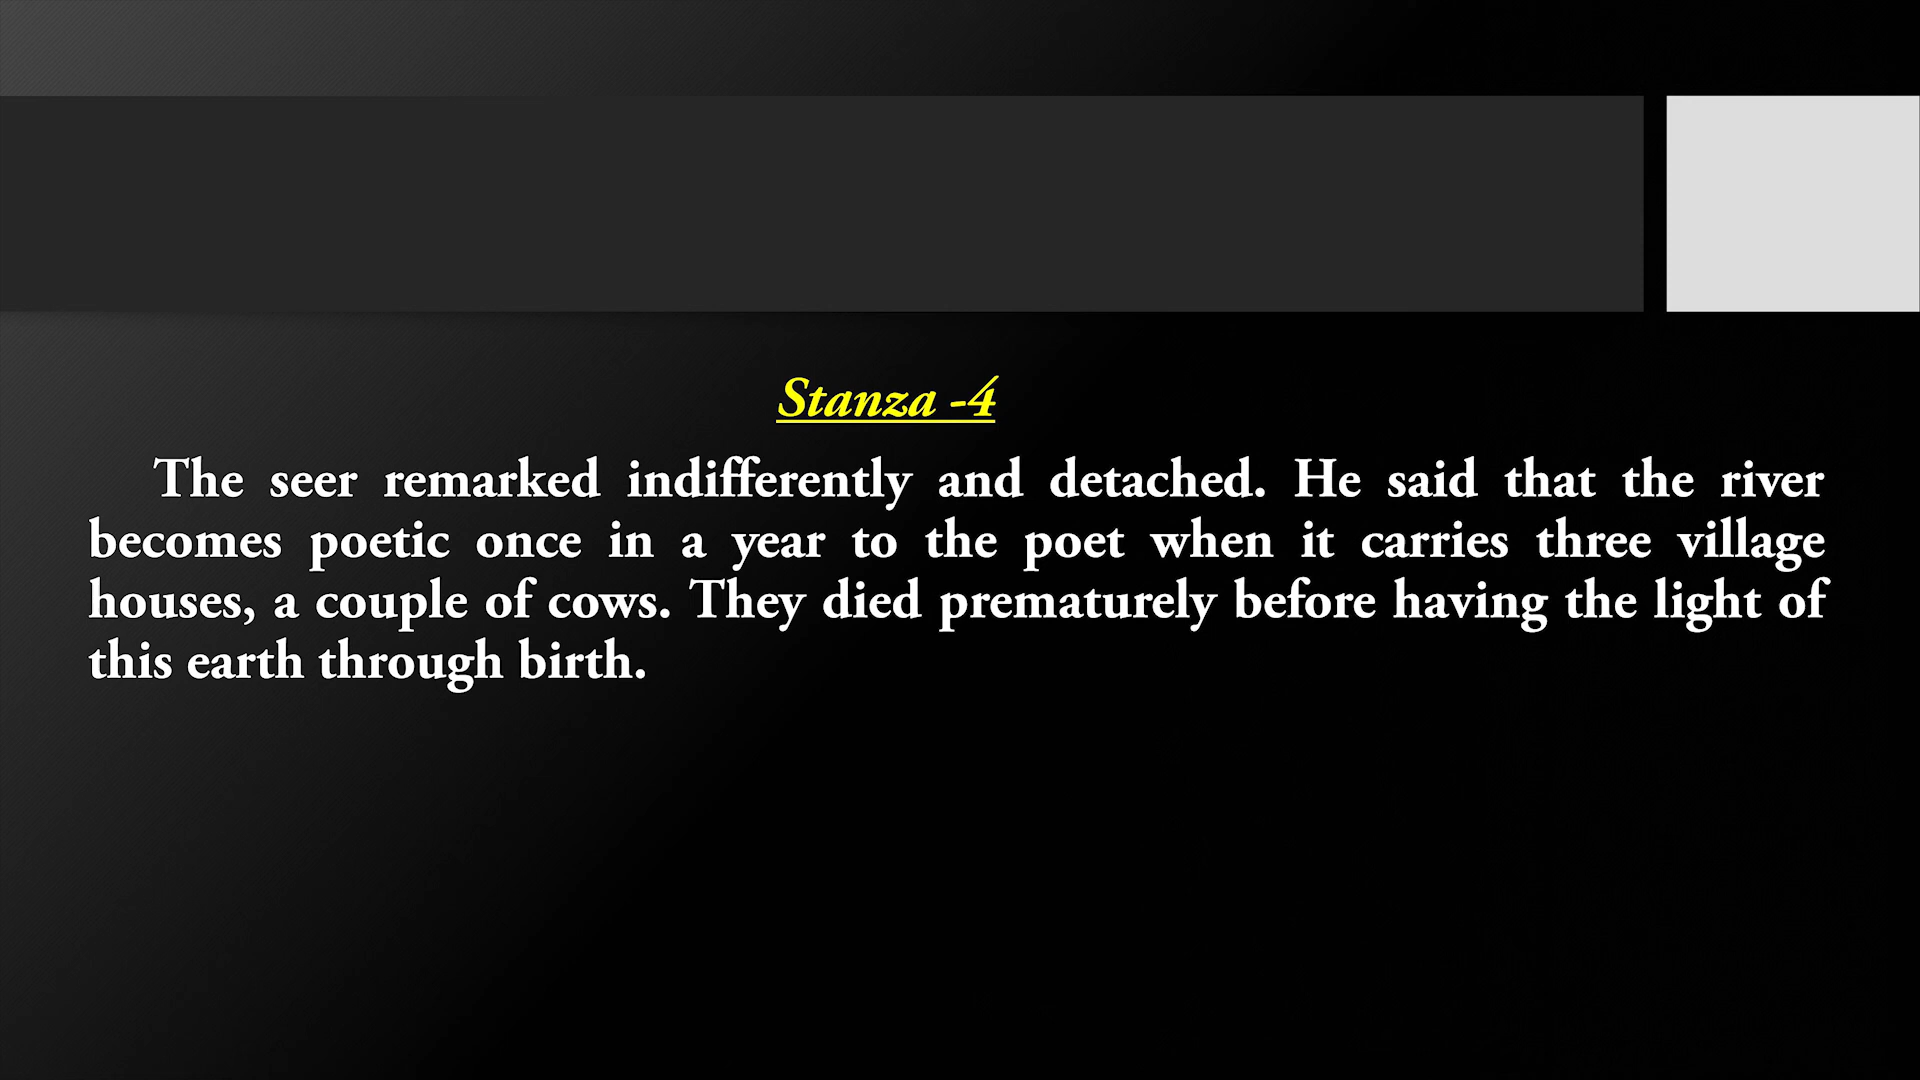 Stanza -4
The seer remarked indifferently and detached. He said that the river
becomes poetic once in a year to the poet when it carries three village
houses, a couple of cows. They died prematurely before having the light of
this earth through birth.